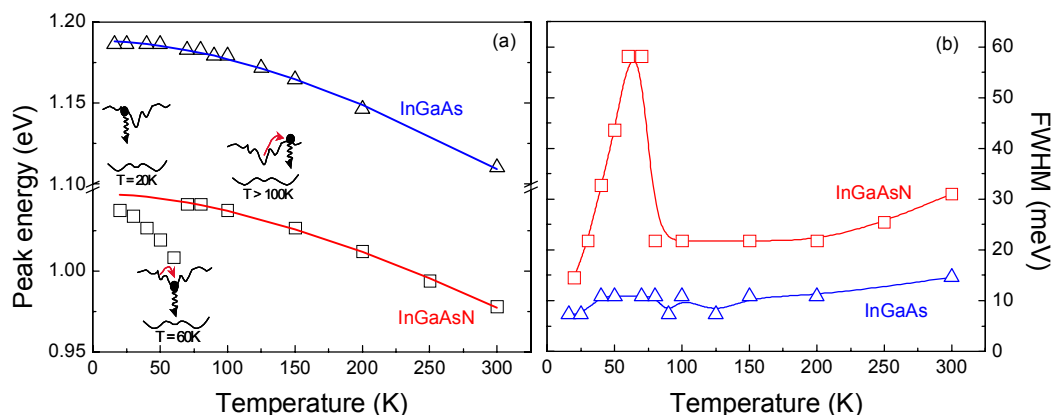 (a)
1.20
1.15
1.10
1.00
0.95
Peak energy (eV)
InGaAs
T = 20K
T > 100K
InGaAsN
T = 60K
0 50 100 150 200 250 300
Temperature (K)
(b)
60
50
40
30
20
10
0
FWHM (meV)
InGaAsN
InGaAs
0 50 100 150 200 250 300
Temperature (K)